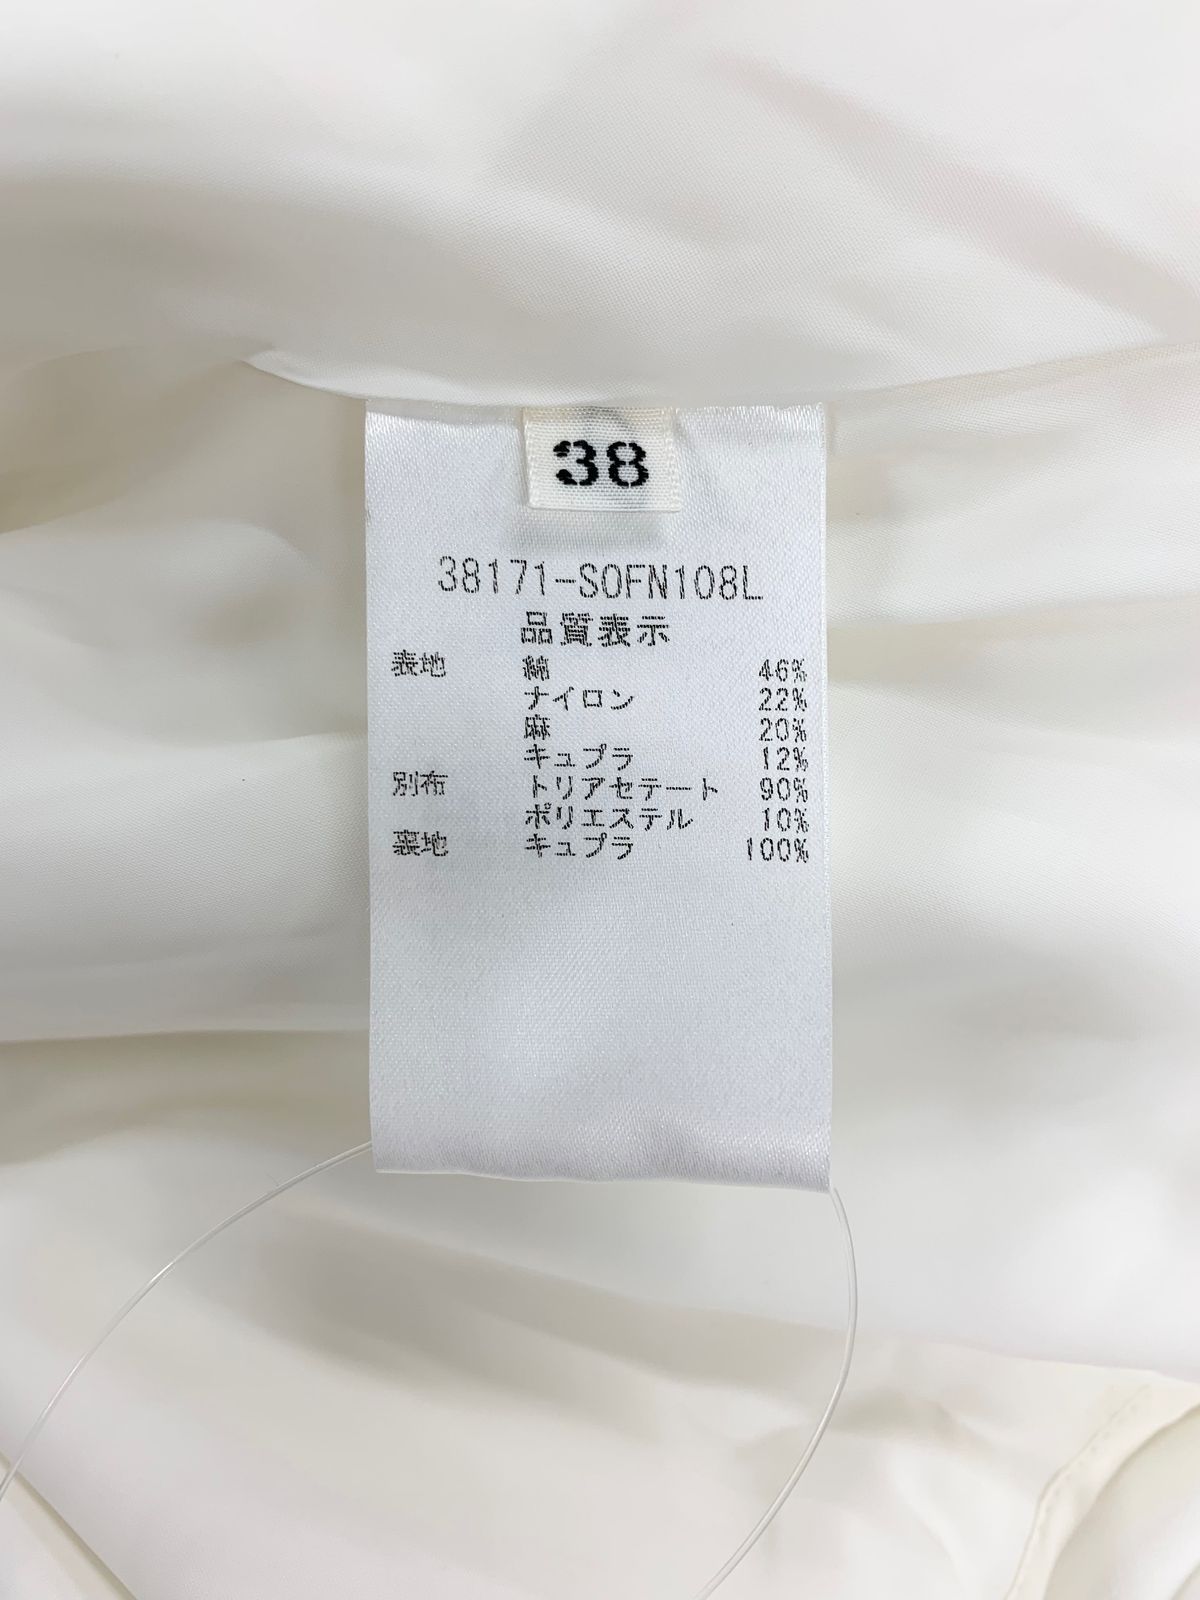 38
38171-SOFN108L
品質表示
表地 綿 46%
ナイロン 22%
麻 20%
キュプラ 12%
別布 トリアセテート 90%
ポリエステル 10%
裏地 キュプラ 100%